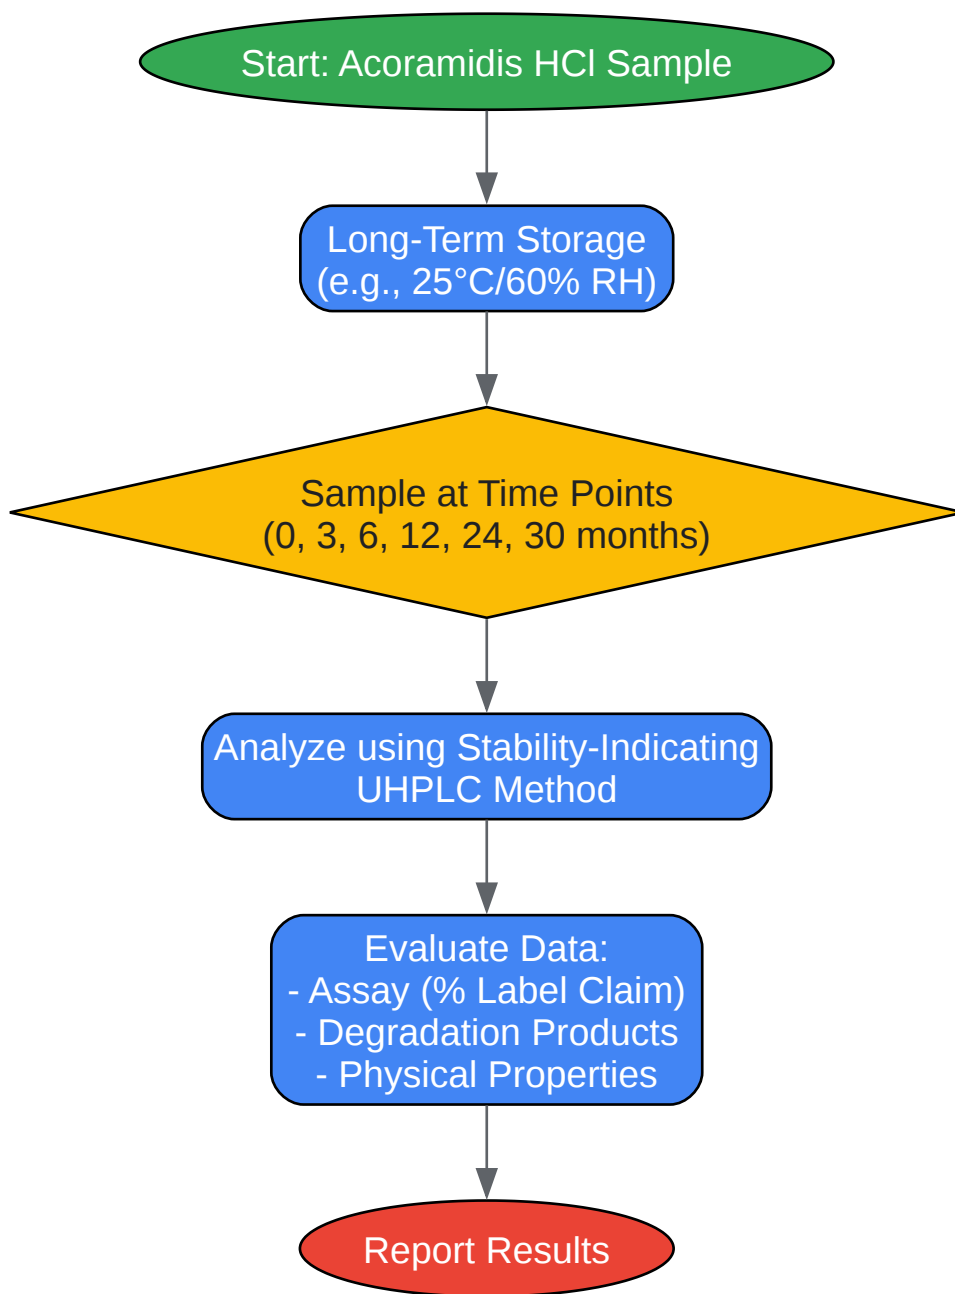 Start: Acoramidis HCl Sample
Long-Term Storage
(e.g., 25°C/60% RH)
Sample at Time Points
(0, 3, 6, 12, 24, 30 months)
Analyze using Stability-Indicating
UHPLC Method
Evaluate Data:
- Assay (% Label Claim)
- Degradation Products
- Physical Properties
Report Results